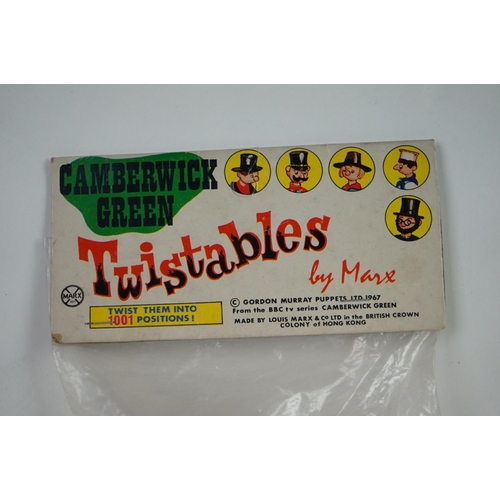 CAMBERWICK
GREEN
Twistables
by Marx
MARX
TWIST THEM INTO
1001 POSITIONS!
© GORDON MURRAY PUPPETS LTD 1967
From the BBC tv series CAMBERWICK GREEN
MADE BY LOUIS MARX & Co LTD in the BRITISH CROWN
COLONY of HONG KONG